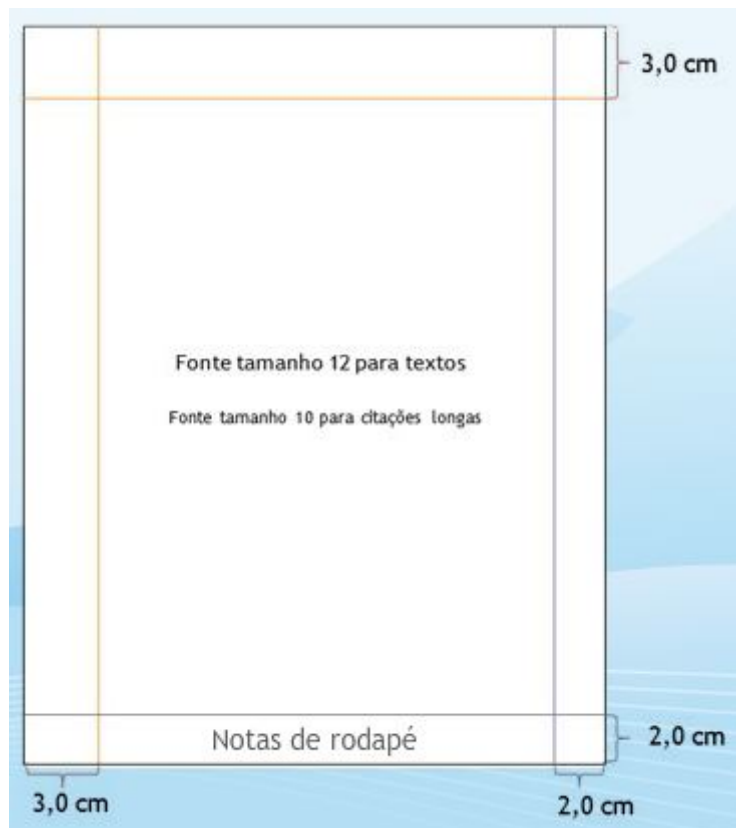 3,0 cm
Fonte tamanho 12 para textos
Fonte tamanho 10 para citações longas
Notas de rodapé
2,0 cm
3,0 cm
2,0 cm